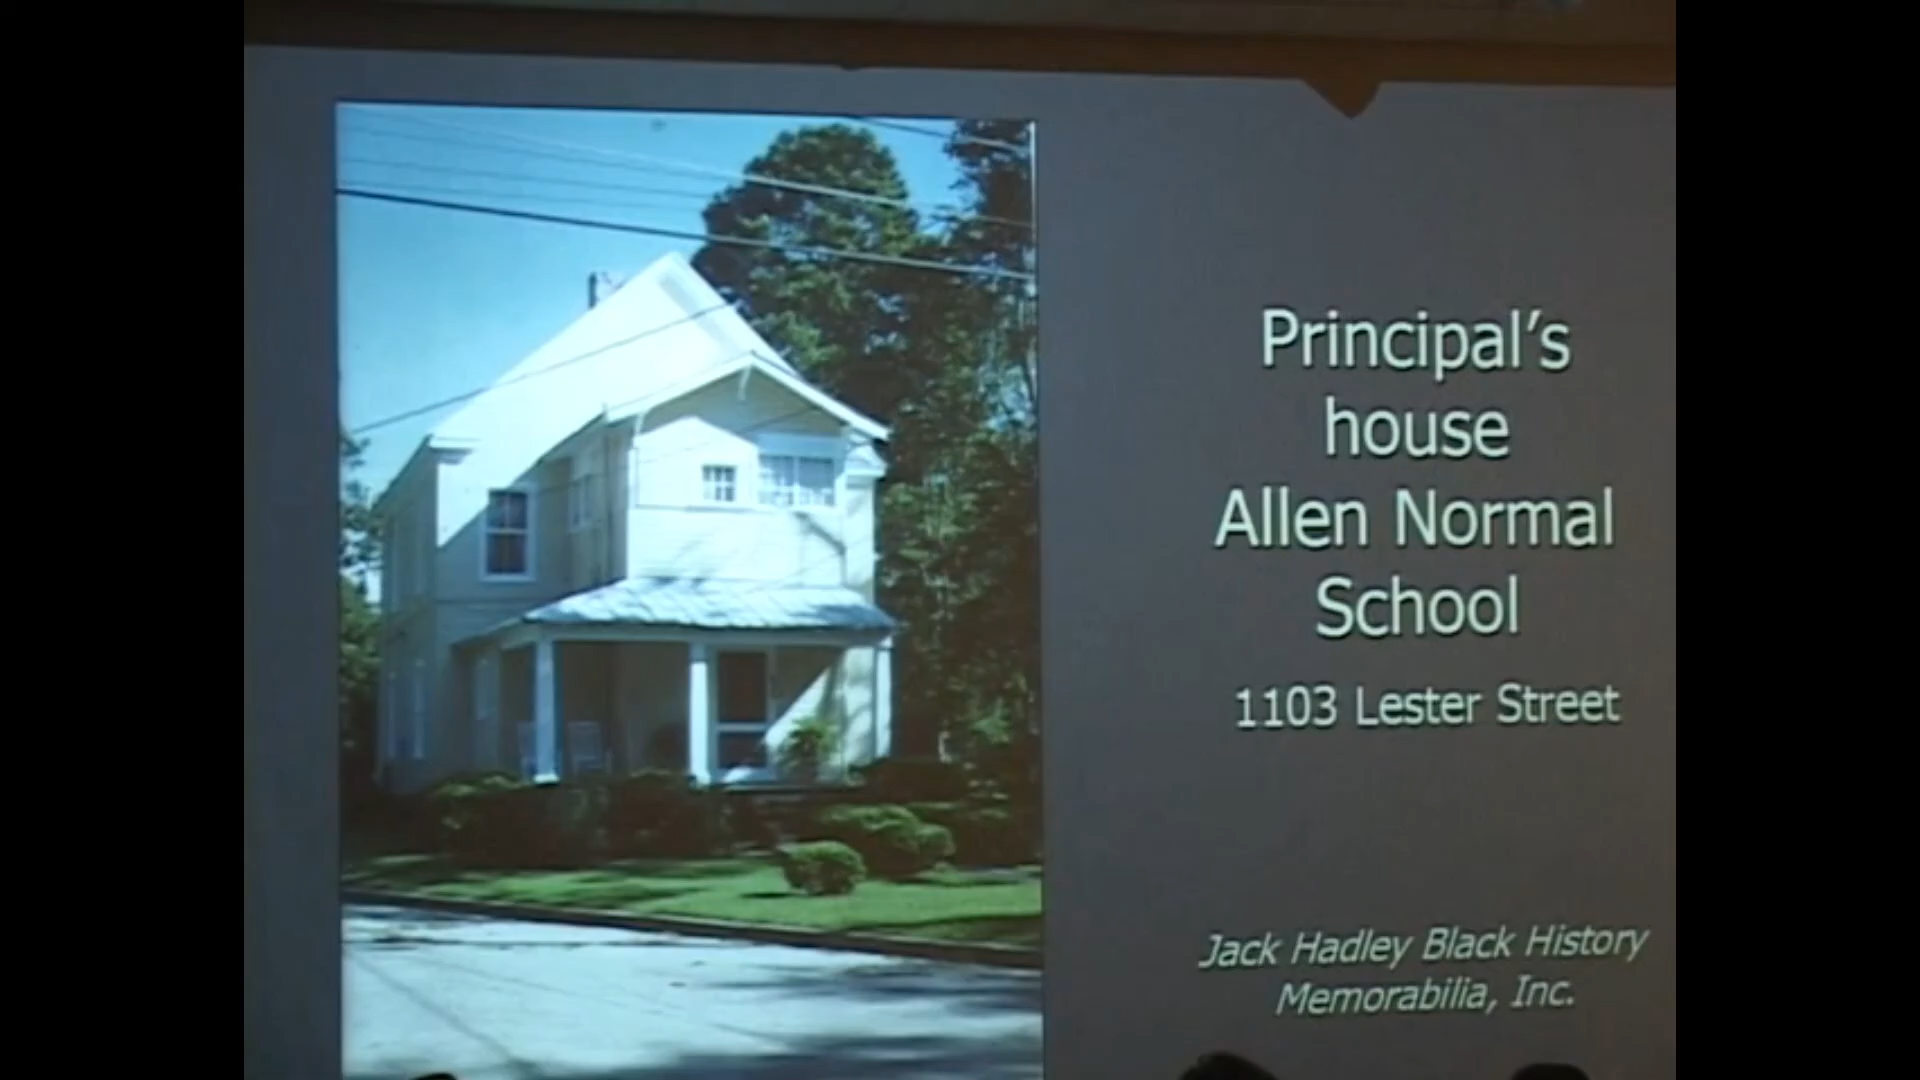 Principal's
house
Allen Normal
School
1103 Lester Street
Jack Hadley Black History
Memorabilia, Inc.